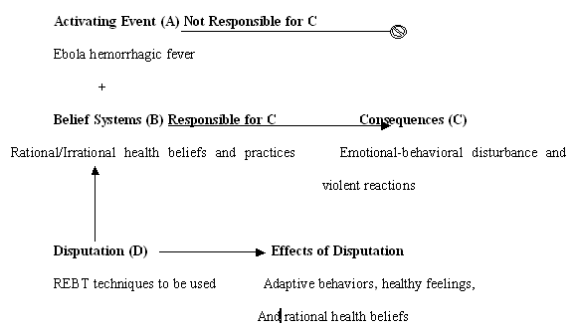 Activating Event (A) Not Responsible for C
Ebola hemorrhagic fever
+
Belief Systems (B) Responsible for C Consequences (C)
Rational/Irrational health beliefs and practices Emotional-behavioral disturbance and
violent reactions
Disputation (D) Effects of Disputation
REBT techniques to be used Adaptive behaviors, healthy feelings,
And rational health beliefs